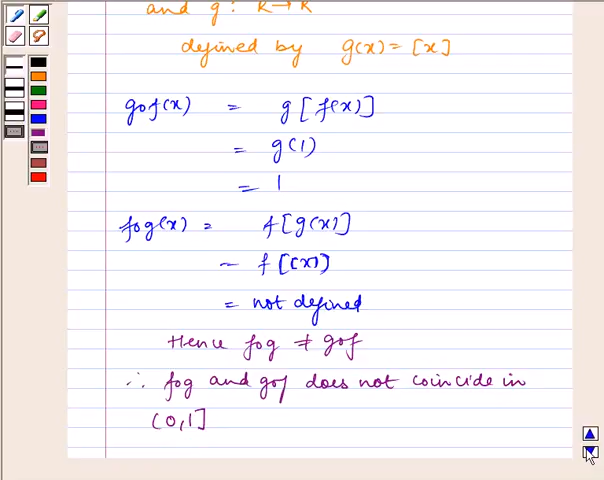 and g: R→R
defined by g(x) = [x]
gof(x) = g[f(x)]
= g(1)
= 1
fog(x) = f[g(x)]
= f[(x)]
= not defined
Hence fog ≠ gof
∴ fog and gof does not coincide in
(0,1]